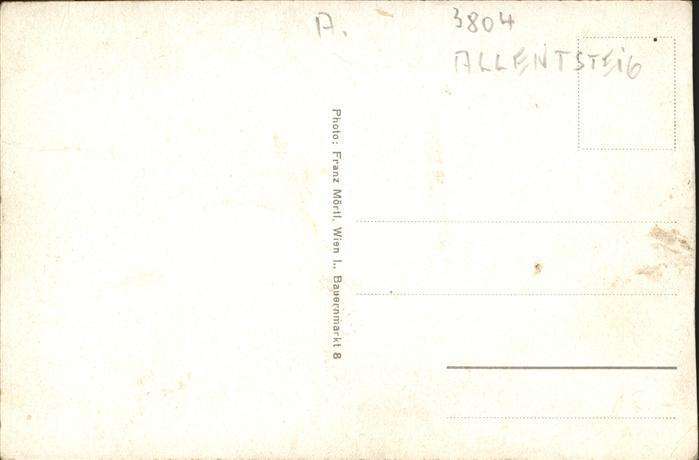 A.
3804
ALLENTSTEIG
Photo: Franz Mörtl, Wien I., Bauernmarkt 8